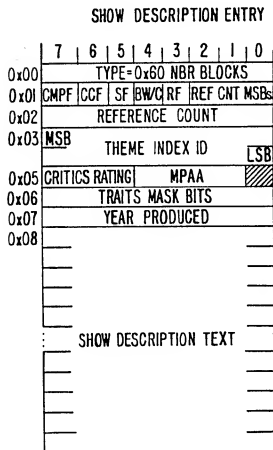 SHOW DESCRIPTION ENTRY
7 6 5 4 3 2 1 0
0x00 TYPE=0x60 NBR BLOCKS
0x01 CMPF CCF SF BW/C RF REF CNT MSBs
0x02 REFERENCE COUNT
0x03 MSB
THEME INDEX ID
LSB
0x05 CRITICS RATING MPAA
0x06 TRAITS MASK BITS
0x07 YEAR PRODUCED
0x08
SHOW DESCRIPTION TEXT